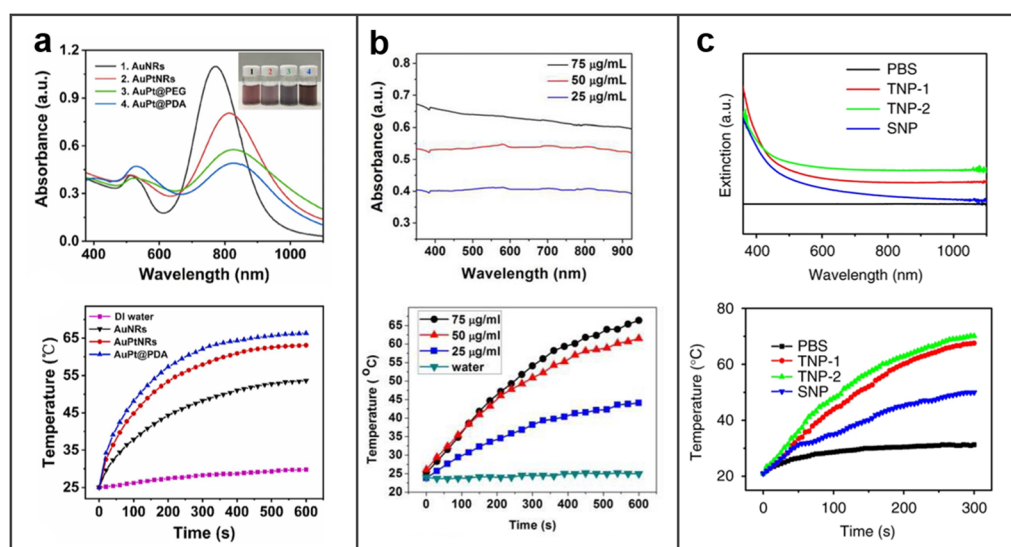 a
1. AuNRs
2. AuPtNRs
3. AuPt@PEG
4. AuPt@PDA
1 2 3 4
Absorbance (a.u.)
1.2
0.9
0.6
0.3
0.0
400 600 800 1000
Wavelength (nm)
DI water
AuNRs
AuPtNRs
AuPt@PDA
Temperature (℃)
65
55
45
35
25
0 100 200 300 400 500 600
Time (s)
b
75 μg/mL
50 μg/mL
25 μg/mL
Absorbance (a.u.)
0.8
0.7
0.6
0.5
0.4
0.3
400 500 600 700 800 900
Wavelength (nm)
75 μg/ml
50 μg/ml
25 μg/ml
water
Temperature (°C)
65
60
55
50
45
40
35
30
25
20
0 100 200 300 400 500 600
Time (s)
c
PBS
TNP-1
TNP-2
SNP
Extinction (a.u.)
400 600 800 1000
Wavelength (nm)
PBS
TNP-1
TNP-2
SNP
Temperature (°C)
80
60
40
20
0 100 200 300
Time (s)